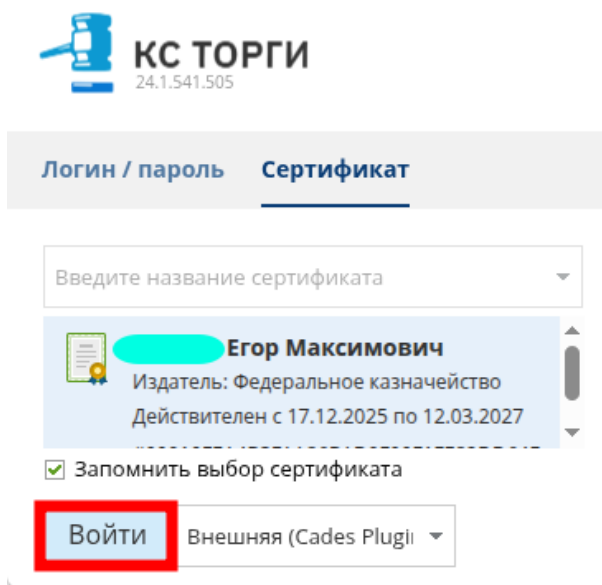 КС ТОРГИ
24.1.541.505
Логин / пароль Сертификат
Введите название сертификата
Егор Максимович
Издатель: Федеральное казначейство
Действителен с 17.12.2025 по 12.03.2027
Запомнить выбор сертификата
Войти Внешняя (Cades Plugi